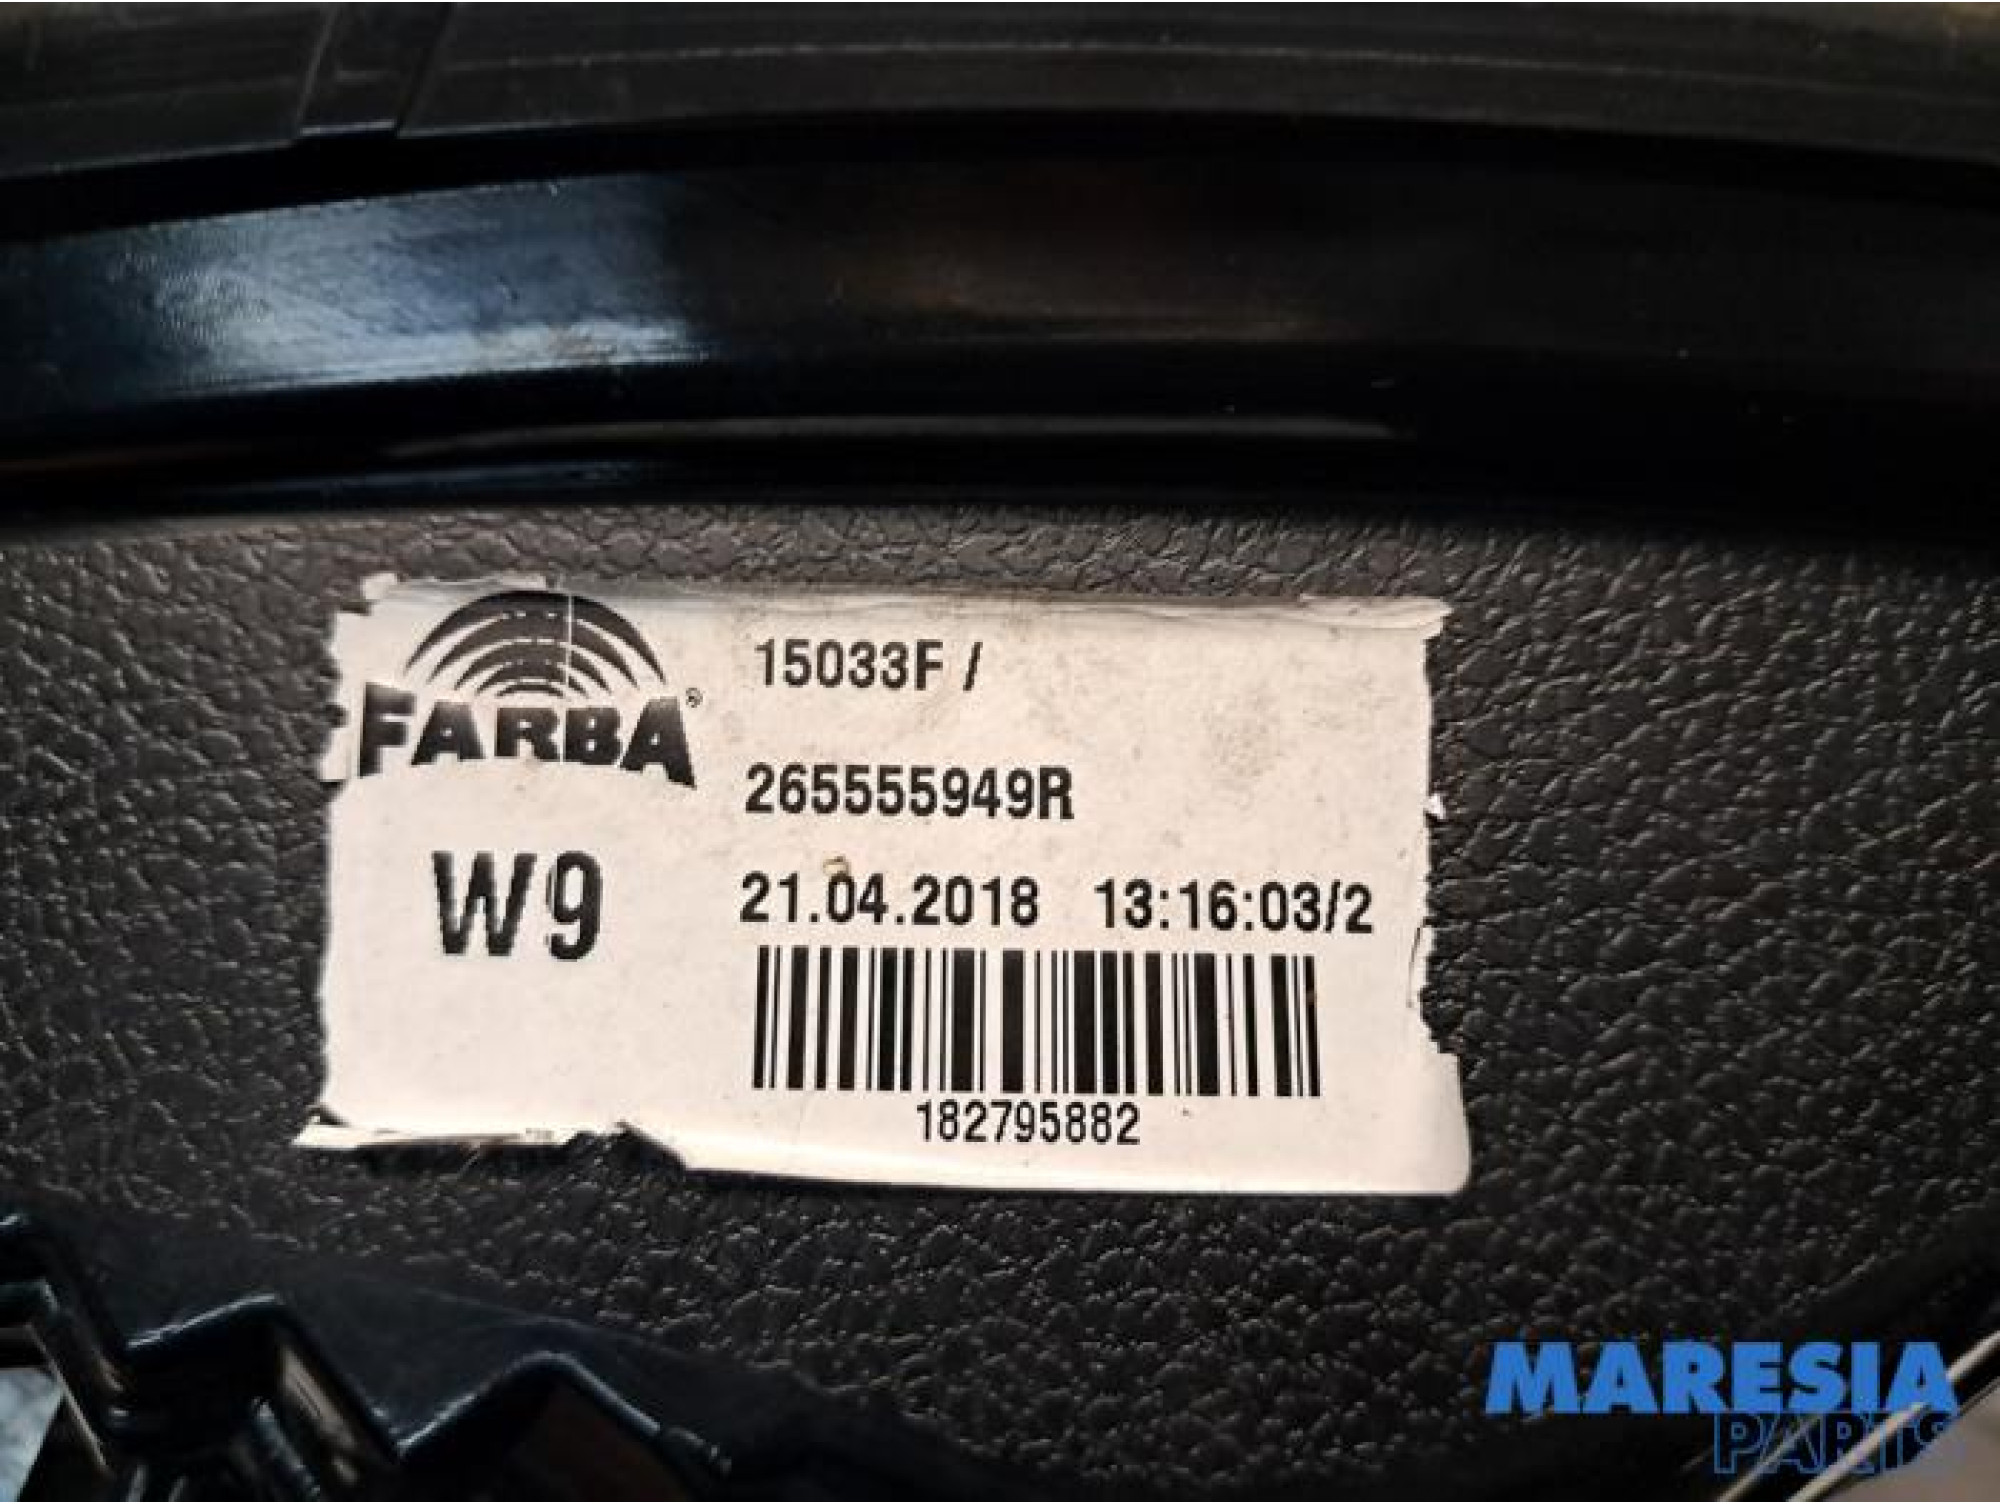 FARBA®
15033F /
265555949R
W9
21.04.2018 13:16:03/2
182795882
MARESIA
PARTS